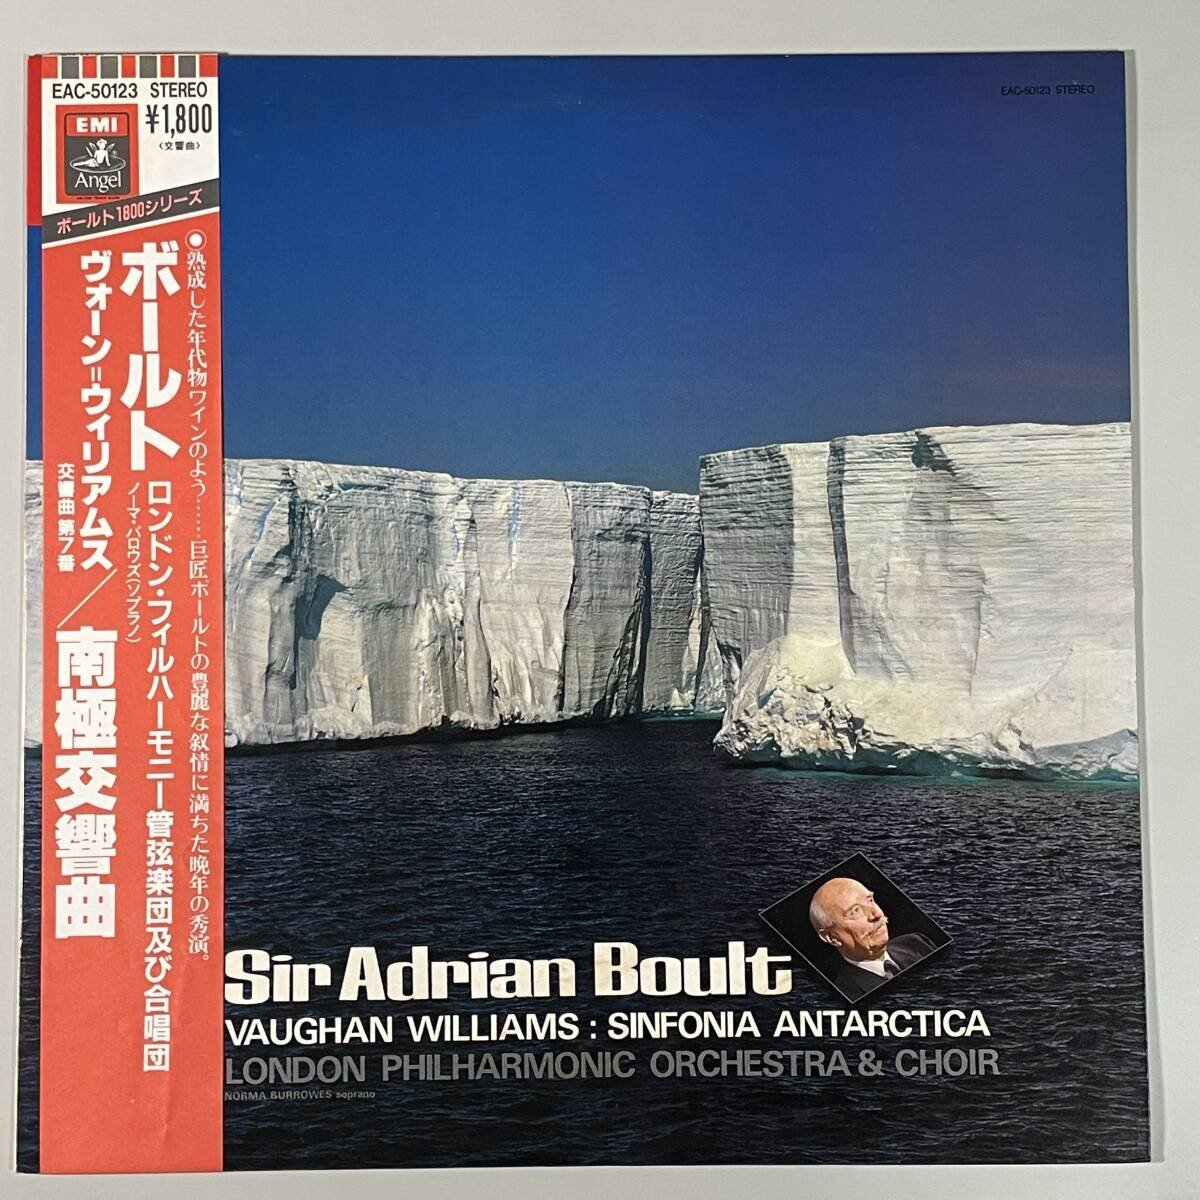 EAC-50123 STEREO
EMI
Angel
¥1,800
〈交響曲〉
ボールト1800シリーズ
●熟成した年代物ワインのよう……巨匠ボールトの豊麗な叙情に満ちた晩年の秀演。
ボールト
ロンドン・フィルハーモニー管弦楽団及び合唱団
ノーマ・バロウズ(ソプラノ)
ヴォーン=ウィリアムス/南極交響曲
交響曲 第7番
EAC-50123 STEREO
Sir Adrian Boult
VAUGHAN WILLIAMS : SINFONIA ANTARCTICA
LONDON PHILHARMONIC ORCHESTRA & CHOIR
NORMA BURROWES soprano